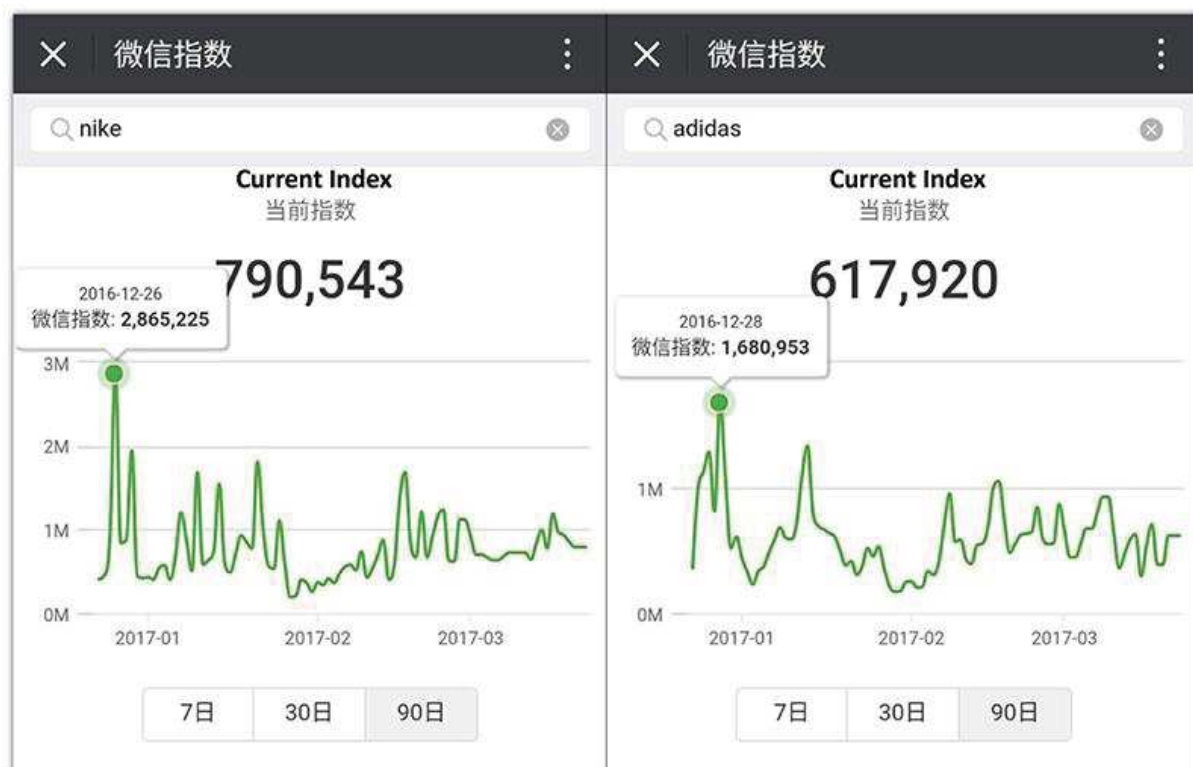 微信指数
nike
Current Index
当前指数
790,543
2016-12-26
微信指数: 2,865,225
3M
2M
1M
0M
2017-01
2017-02
2017-03
7日
30日
90日
微信指数
adidas
Current Index
当前指数
617,920
2016-12-28
微信指数: 1,680,953
1M
0M
2017-01
2017-02
2017-03
7日
30日
90日